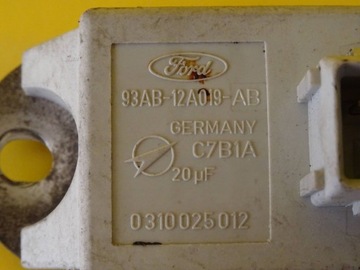 Ford
93AB-12A019-AB
GERMANY
C7B1A
20µF
0310025012